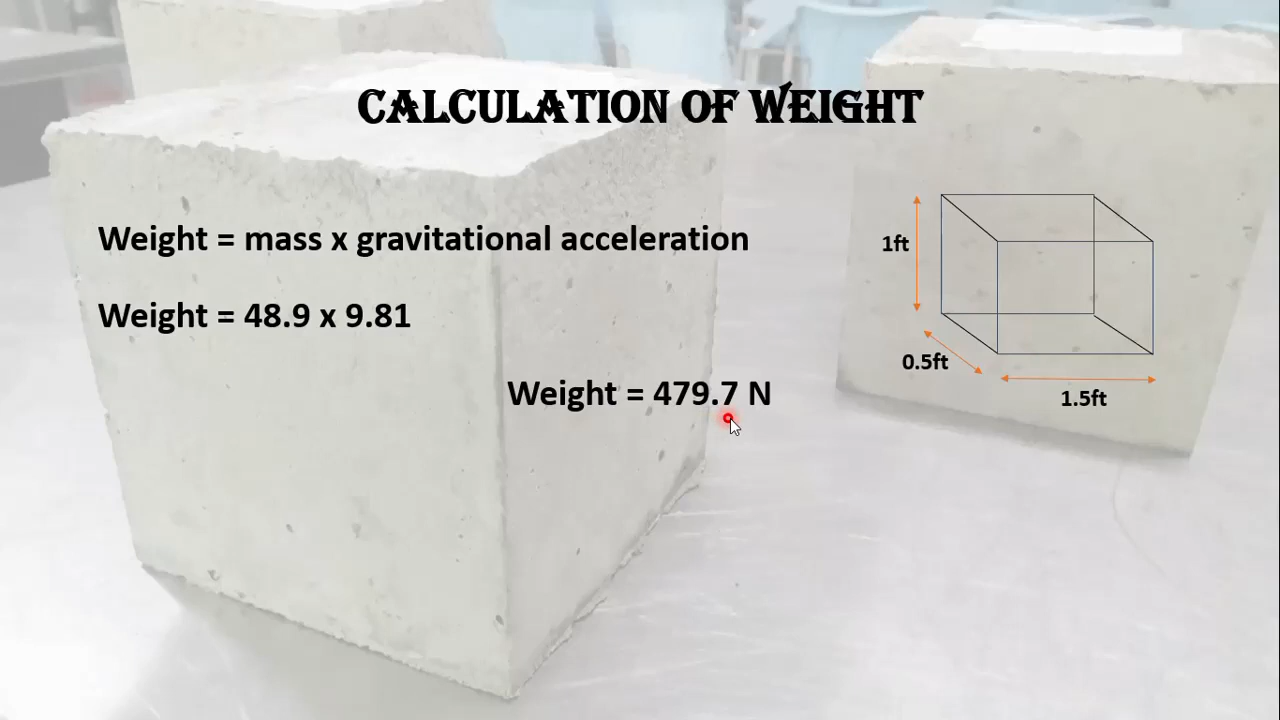 CALCULATION OF WEIGHT
Weight = mass x gravitational acceleration
Weight = 48.9 x 9.81
Weight = 479.7 N
1ft
0.5ft
1.5ft